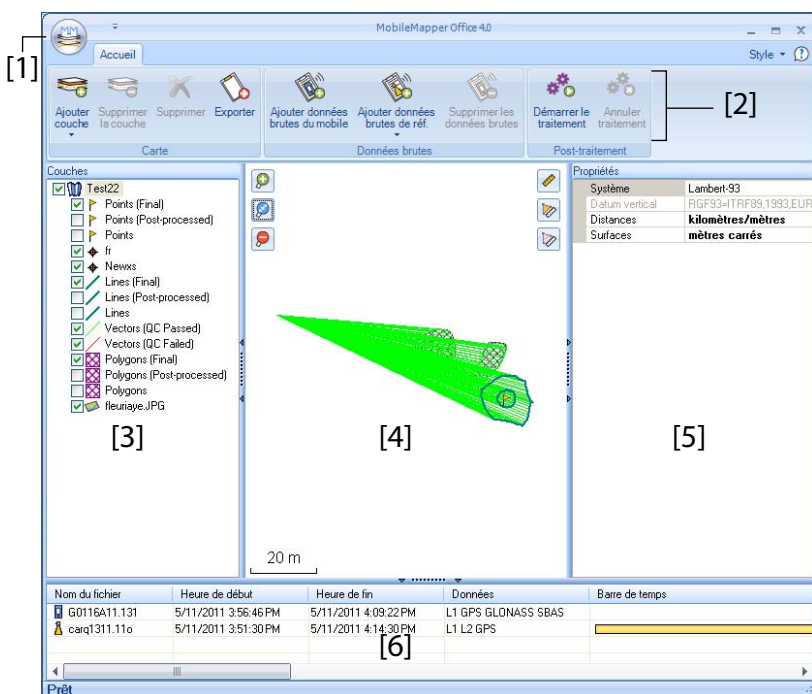 MM
MobileMapper Office 4.0
[1]
Accueil
Style
Ajouter couche
Supprimer la couche
Supprimer
Exporter
Ajouter données brutes du mobile
Ajouter données brutes de réf.
Supprimer les données brutes
Démarrer le traitement
Annuler traitement
[2]
Carte
Données brutes
Post-traitement
Couches
Test22
Points (Final)
Points (Post-processed)
Points
fr
Newxs
Lines (Final)
Lines (Post-processed)
Lines
Vectors (QC Passed)
Vectors (QC Failed)
Polygons (Final)
Polygons (Post-processed)
Polygons
fleuriaye.JPG
[3]
[4]
20 m
Propriétés
Système Lambert-93
Datum vertical RGF93=ITRF89,1993,EUR
Distances kilomètres/mètres
Surfaces mètres carrés
[5]
Nom du fichier Heure de début Heure de fin Données Barre de temps
G0116A11.131 5/11/2011 3:56:46 PM 5/11/2011 4:09:22 PM L1 GPS GLONASS SBAS
carq1311.11o 5/11/2011 3:51:30 PM 5/11/2011 4:14:30 PM L1 L2 GPS
[6]
Prêt